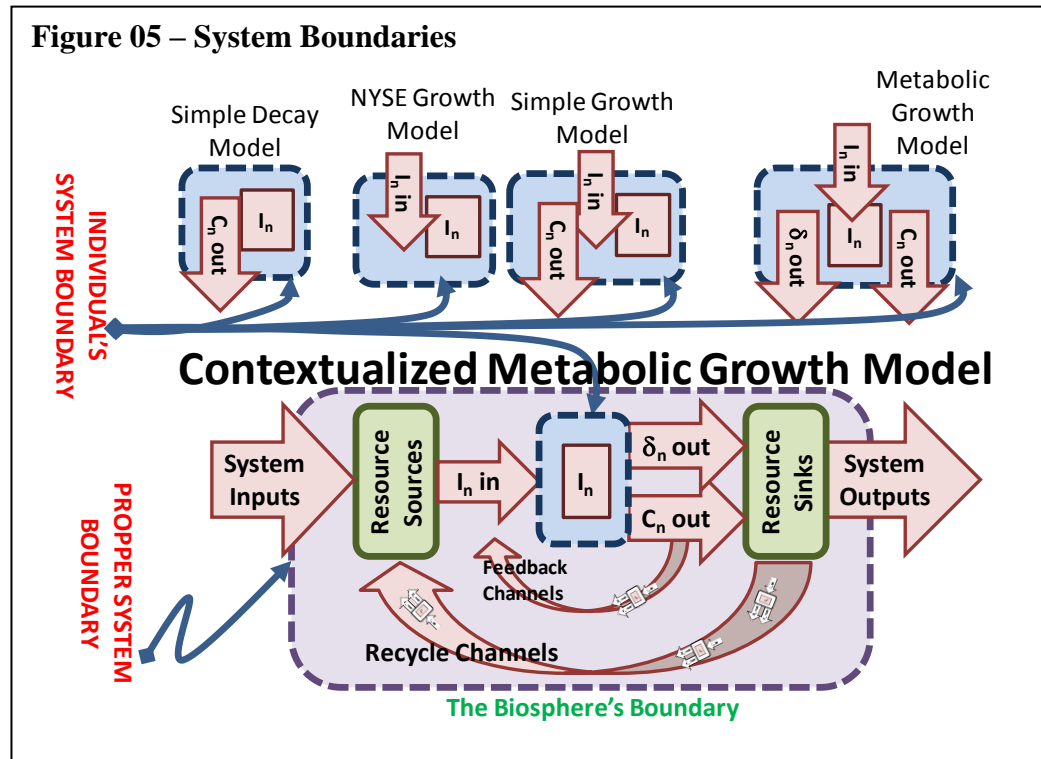 Figure 05 – System Boundaries
Simple Decay
Model
NYSE Growth
Model
Simple Growth
Model
Metabolic
Growth
Model
Cn out
In
In in
In
Cn out
In in
In
δn out
In in
In
Cn out
INDIVIDUAL'S
SYSTEM BOUNDARY
Contextualized Metabolic Growth Model
System
Inputs
Resource
Sources
In in
In
δn out
Cn out
Resource
Sinks
System
Outputs
Feedback
Channels
Recycle Channels
PROPPER SYSTEM
BOUNDARY
The Biosphere's Boundary